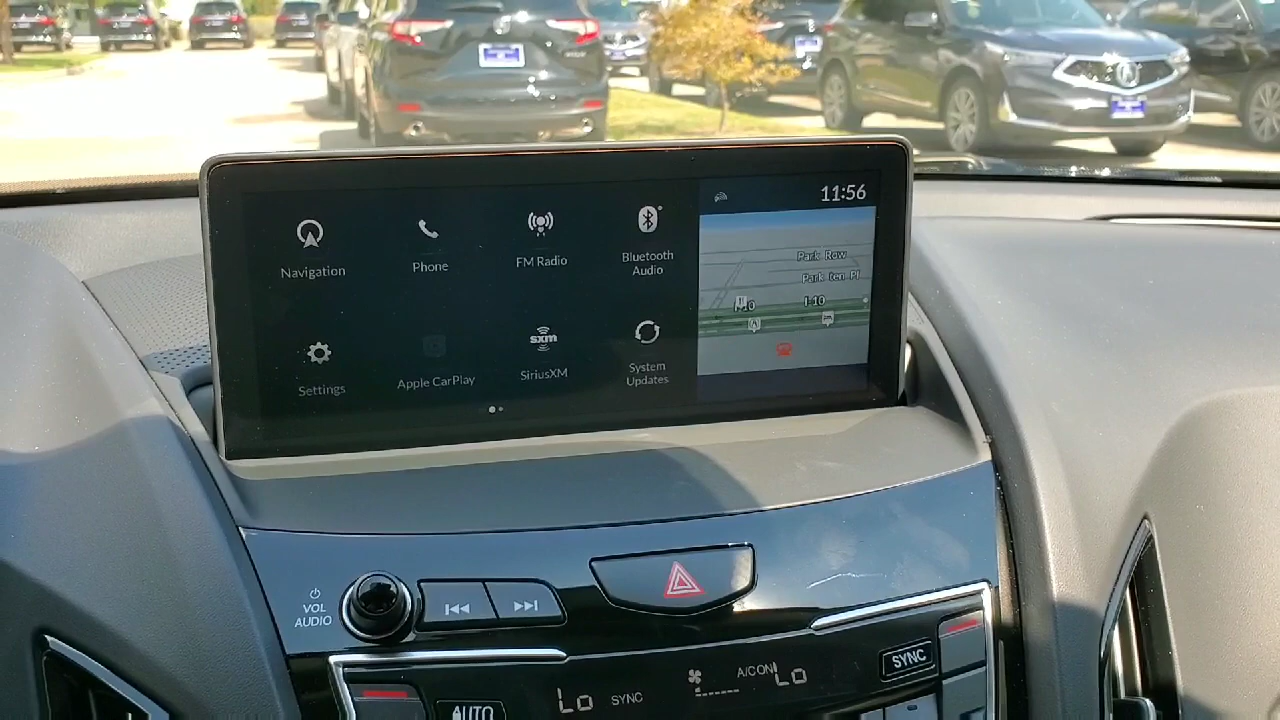 11:56
Navigation
Phone
FM Radio
Bluetooth
Audio
Park Row
Park Ten Pl
I-10
I-10
Settings
Apple CarPlay
sxm
SiriusXM
System
Updates
VOL
AUDIO
SYNC
A/CON
Lo
Lo
SYNC
AUTO